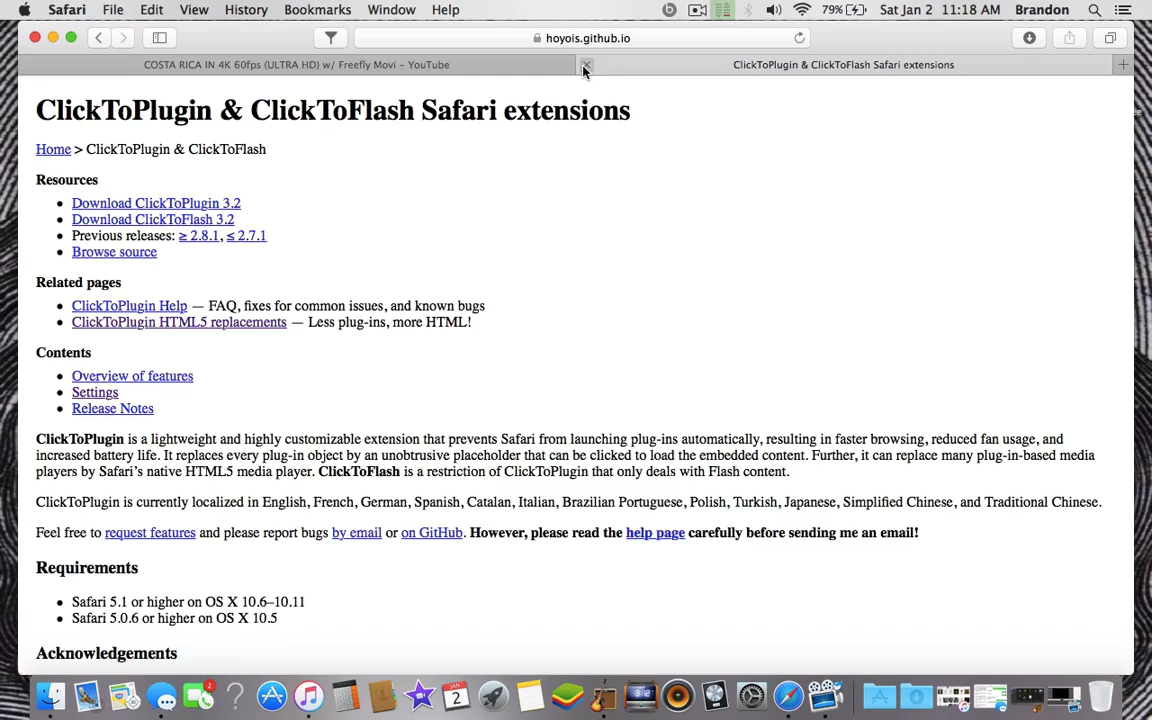 Safari File Edit View History Bookmarks Window Help 79% Sat Jan 2 11:18 AM Brandon
hoyois.github.io
COSTA RICA IN 4K 60fps (ULTRA HD) w/ Freefly Movi – YouTube ClickToPlugin & ClickToFlash Safari extensions
ClickToPlugin & ClickToFlash Safari extensions
Home > ClickToPlugin & ClickToFlash
Resources
• Download ClickToPlugin 3.2
• Download ClickToFlash 3.2
• Previous releases: ≥ 2.8.1, ≤ 2.7.1
• Browse source
Related pages
• ClickToPlugin Help — FAQ, fixes for common issues, and known bugs
• ClickToPlugin HTML5 replacements — Less plug-ins, more HTML!
Contents
• Overview of features
• Settings
• Release Notes
ClickToPlugin is a lightweight and highly customizable extension that prevents Safari from launching plug-ins automatically, resulting in faster browsing, reduced fan usage, and
increased battery life. It replaces every plug-in object by an unobtrusive placeholder that can be clicked to load the embedded content. Further, it can replace many plug-in-based media
players by Safari's native HTML5 media player. ClickToFlash is a restriction of ClickToPlugin that only deals with Flash content.
ClickToPlugin is currently localized in English, French, German, Spanish, Catalan, Italian, Brazilian Portuguese, Polish, Turkish, Japanese, Simplified Chinese, and Traditional Chinese.
Feel free to request features and please report bugs by email or on GitHub. However, please read the help page carefully before sending me an email!
Requirements
• Safari 5.1 or higher on OS X 10.6–10.11
• Safari 5.0.6 or higher on OS X 10.5
Acknowledgements
2
JAN
2
3:12